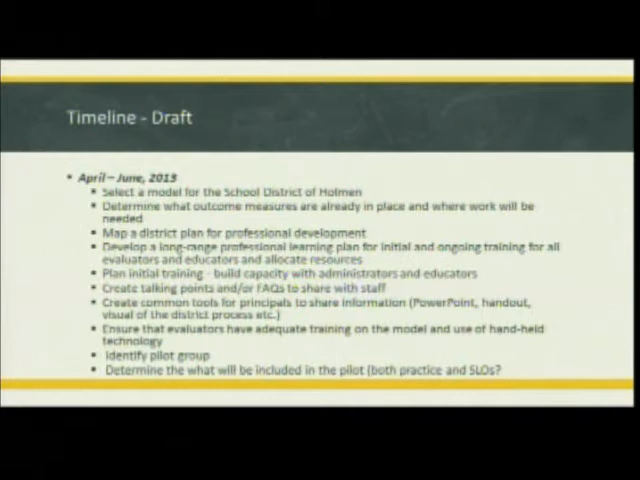 Timeline - Draft
April – June, 2013
Select a model for the School District of Holmen
Determine what outcome measures are already in place and where work will be
needed
Map a district plan for professional development
Develop a long-range professional learning plan for initial and ongoing training for all
evaluators and educators and allocate resources
Plan initial training - build capacity with administrators and educators
Create talking points and/or FAQs to share with staff
Create common tools for principals to share information (PowerPoint, handout,
visual of the district process etc.)
Ensure that evaluators have adequate training on the model and use of hand-held
technology
Identify pilot group
Determine the what will be included in the pilot (both practice and SLOs?